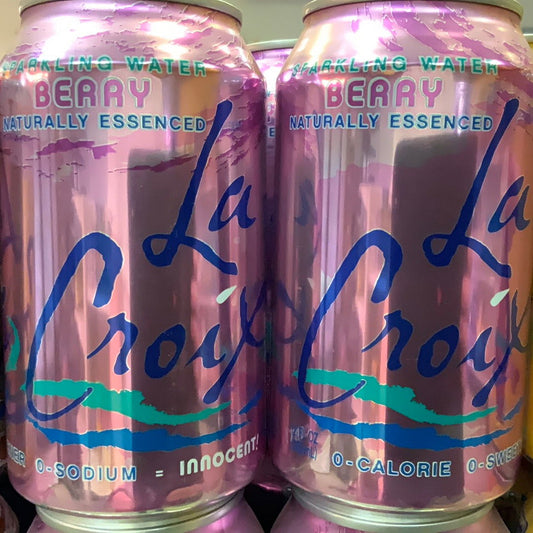 SPARKLING WATER
BERRY
NATURALLY ESSENCED
La
Croix
0-SODIUM = INNOCENT!
SPARKLING WATER
BERRY
NATURALLY ESSENCED
La
Croix
0-CALORIE